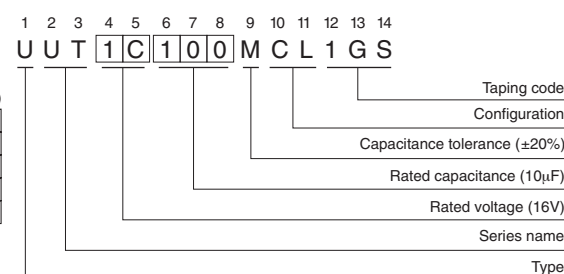 1 2 3 4 5 6 7 8 9 10 11 12 13 14
U U T 1 C 1 0 0 M C L 1 G S
Taping code
Configuration
Capacitance tolerance (±20%)
Rated capacitance (10μF)
Rated voltage (16V)
Series name
Type